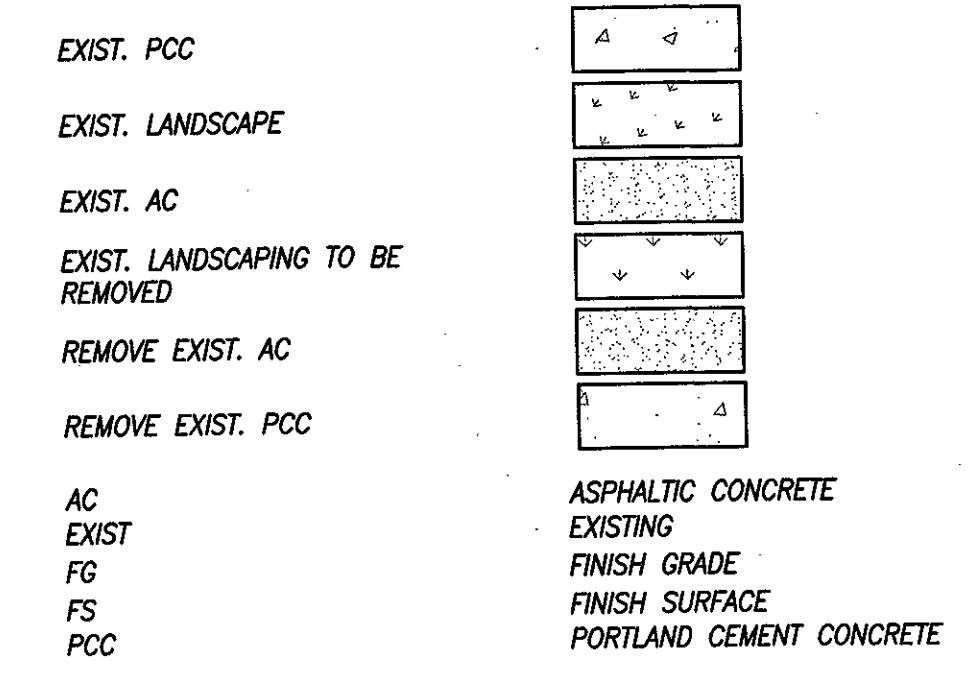 EXIST. PCC
EXIST. LANDSCAPE
EXIST. AC
EXIST. LANDSCAPING TO BE
REMOVED
REMOVE EXIST. AC
REMOVE EXIST. PCC
AC ASPHALTIC CONCRETE
EXIST EXISTING
FG FINISH GRADE
FS FINISH SURFACE
PCC PORTLAND CEMENT CONCRETE